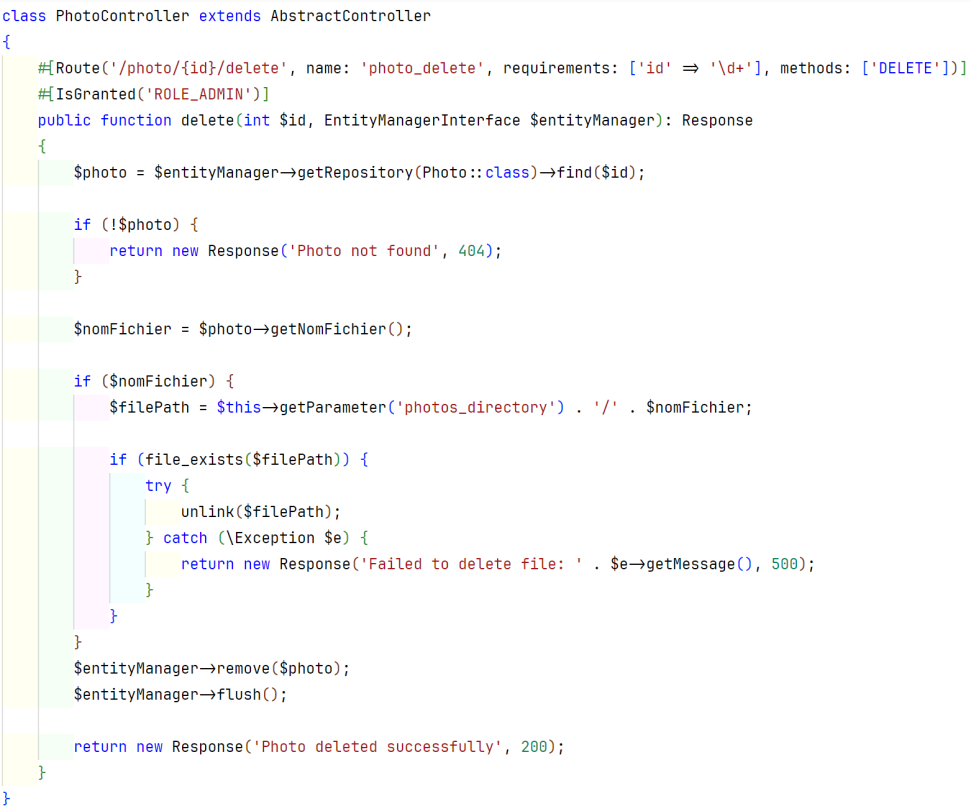 class PhotoController extends AbstractController
{
    #[Route('/photo/{id}/delete', name: 'photo_delete', requirements: ['id' => '\d+'], methods: ['DELETE'])]
    #[IsGranted('ROLE_ADMIN')]
    public function delete(int $id, EntityManagerInterface $entityManager): Response
    {
        $photo = $entityManager->getRepository(Photo::class)->find($id);

        if (!$photo) {
            return new Response('Photo not found', 404);
        }

        $nomFichier = $photo->getNomFichier();

        if ($nomFichier) {
            $filePath = $this->getParameter('photos_directory') . '/' . $nomFichier;

            if (file_exists($filePath)) {
                try {
                    unlink($filePath);
                } catch (\Exception $e) {
                    return new Response('Failed to delete file: ' . $e->getMessage(), 500);
                }
            }
        }
        $entityManager->remove($photo);
        $entityManager->flush();

        return new Response('Photo deleted successfully', 200);
    }
}